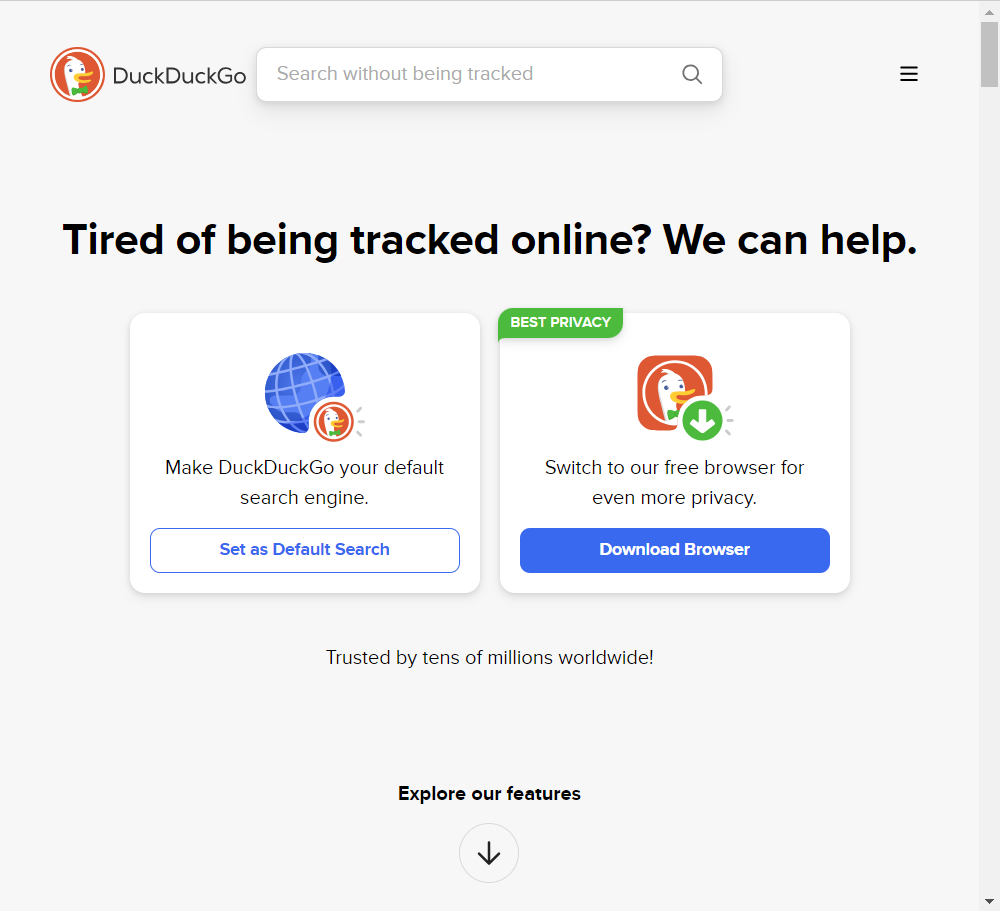 DuckDuckGo
Search without being tracked
Tired of being tracked online? We can help.
BEST PRIVACY
Make DuckDuckGo your default
search engine.
Set as Default Search
Switch to our free browser for
even more privacy.
Download Browser
Trusted by tens of millions worldwide!
Explore our features